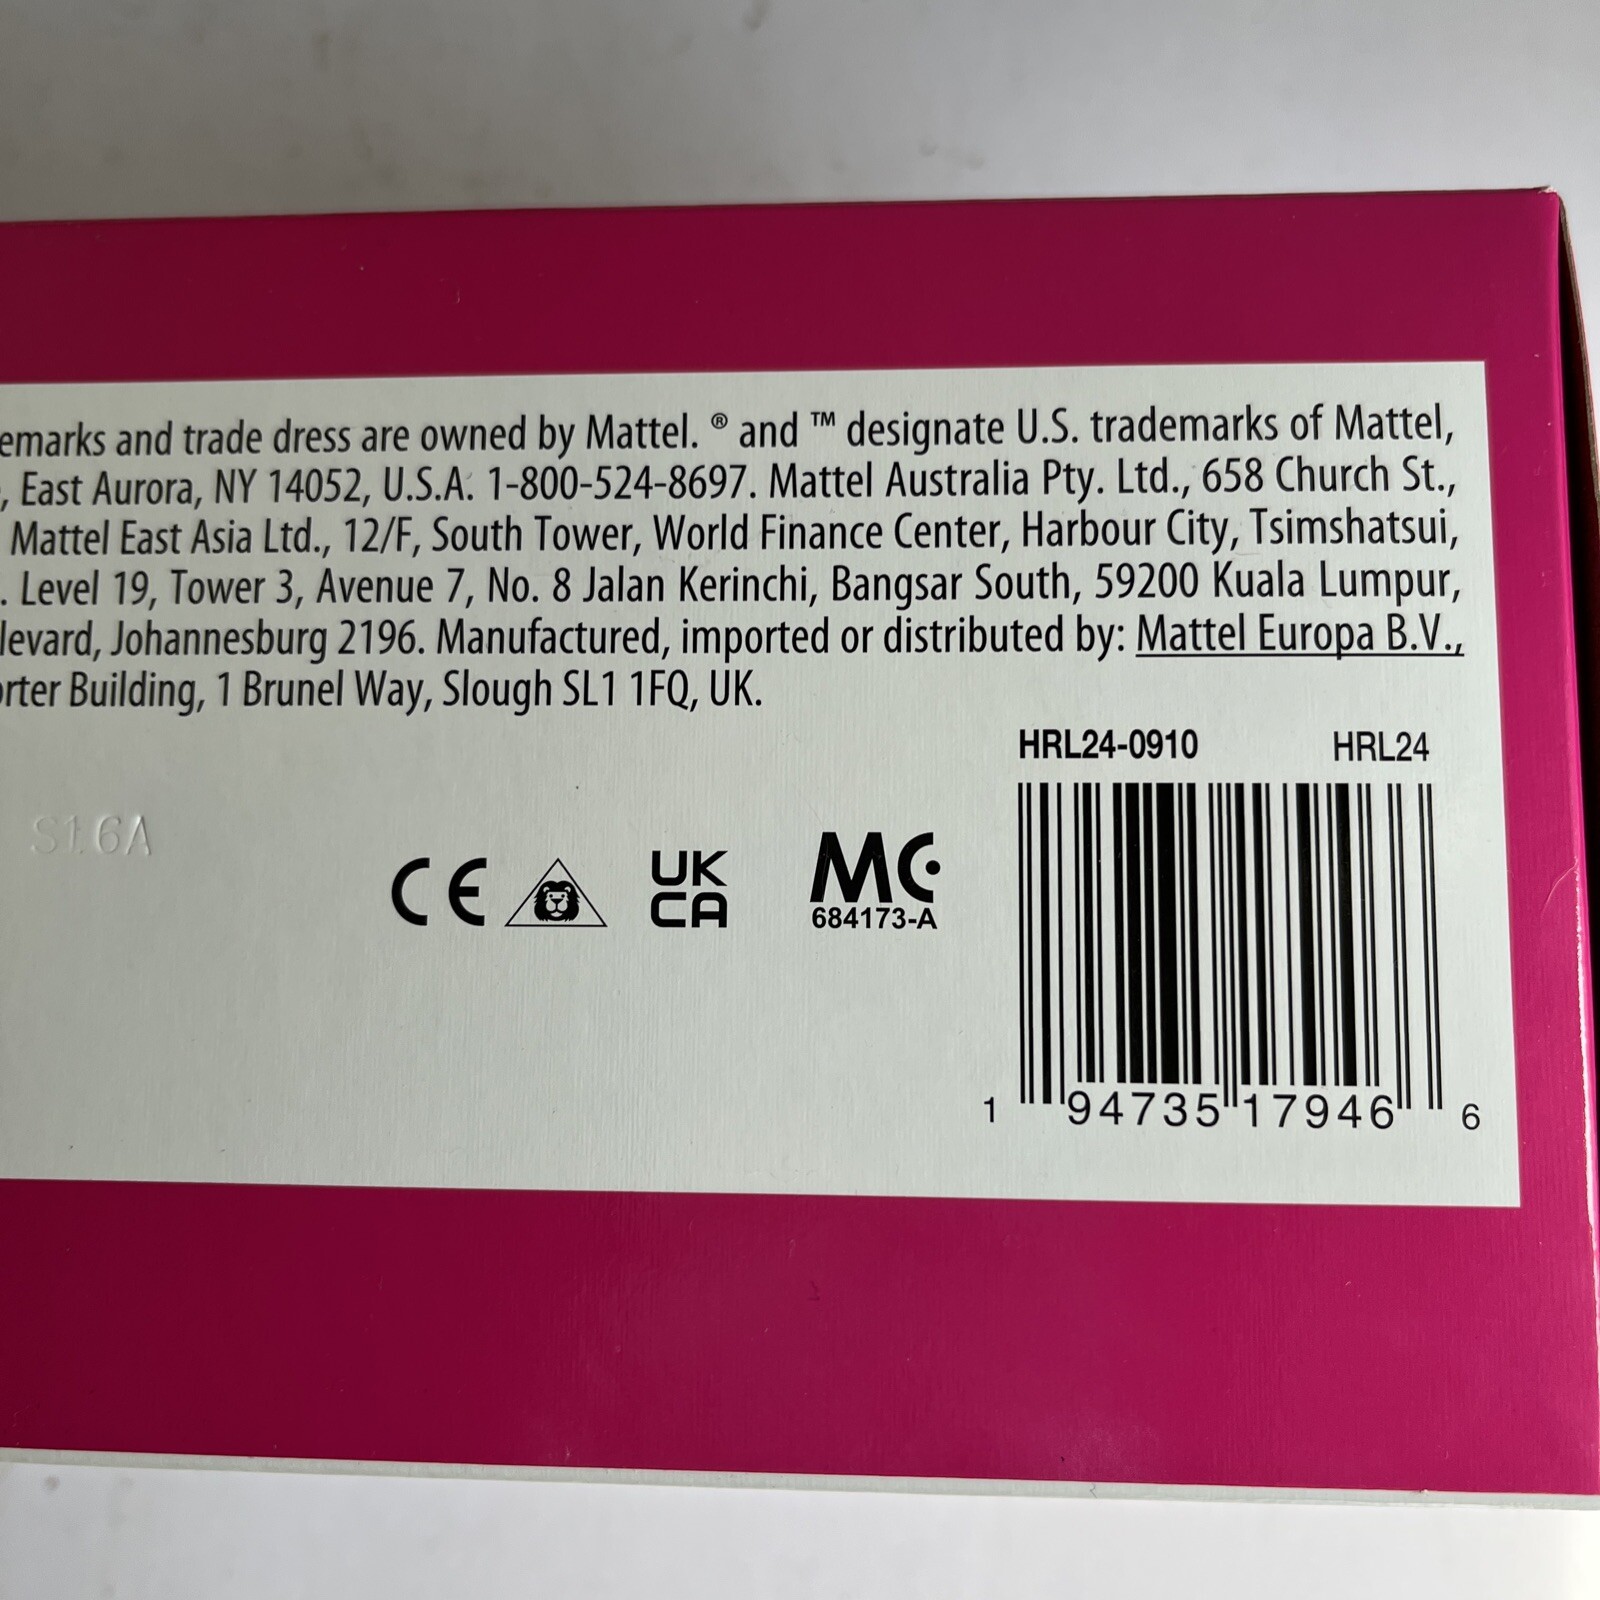 emarks and trade dress are owned by Mattel. ® and ™ designate U.S. trademarks of Mattel,
, East Aurora, NY 14052, U.S.A. 1-800-524-8697. Mattel Australia Pty. Ltd., 658 Church St.,
Mattel East Asia Ltd., 12/F, South Tower, World Finance Center, Harbour City, Tsimshatsui,
. Level 19, Tower 3, Avenue 7, No. 8 Jalan Kerinchi, Bangsar South, 59200 Kuala Lumpur,
levard, Johannesburg 2196. Manufactured, imported or distributed by: Mattel Europa B.V.,
rter Building, 1 Brunel Way, Slough SL1 1FQ, UK.
HRL24-0910 HRL24
S16A
CE
UK
CA
MC
684173-A
1 94735 17946 6